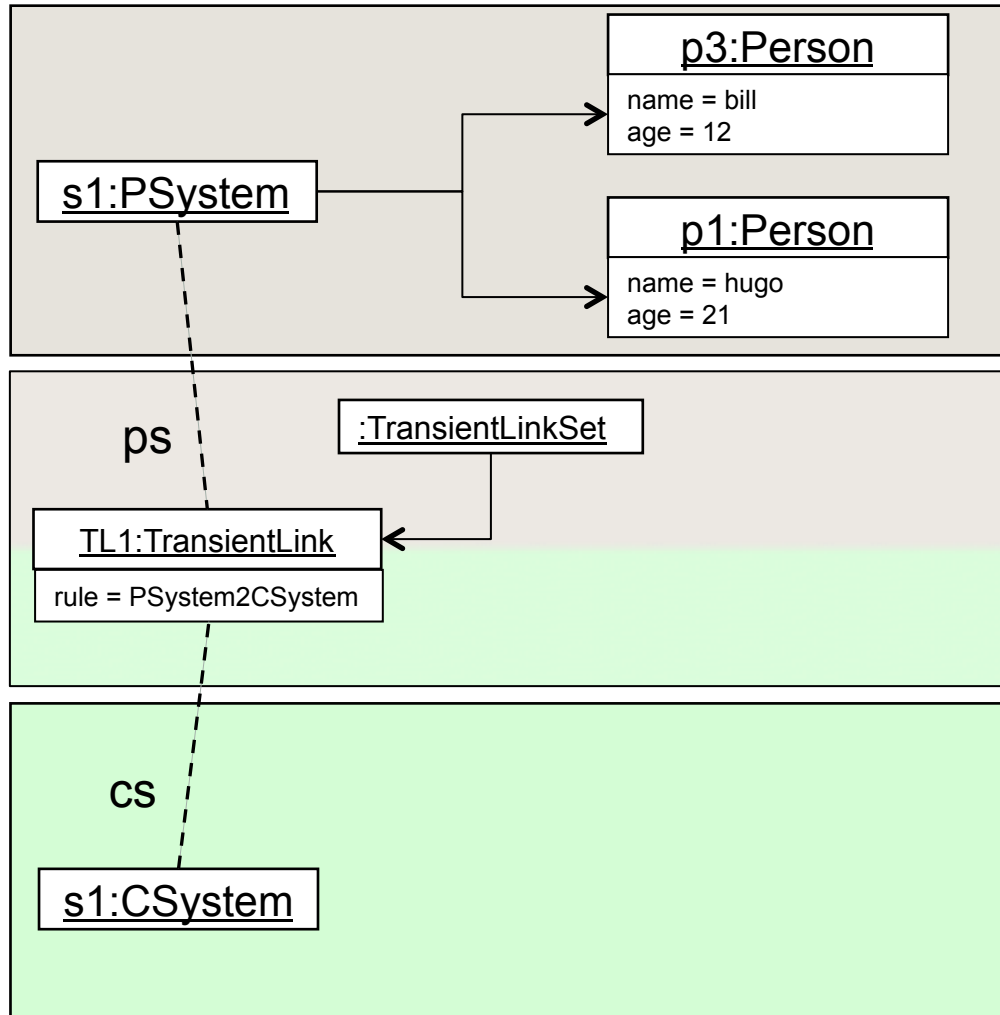 p3:Person
name = bill
age = 12
s1:PSystem
p1:Person
name = hugo
age = 21
ps
:TransientLinkSet
TL1:TransientLink
rule = PSystem2CSystem
cs
s1:CSystem